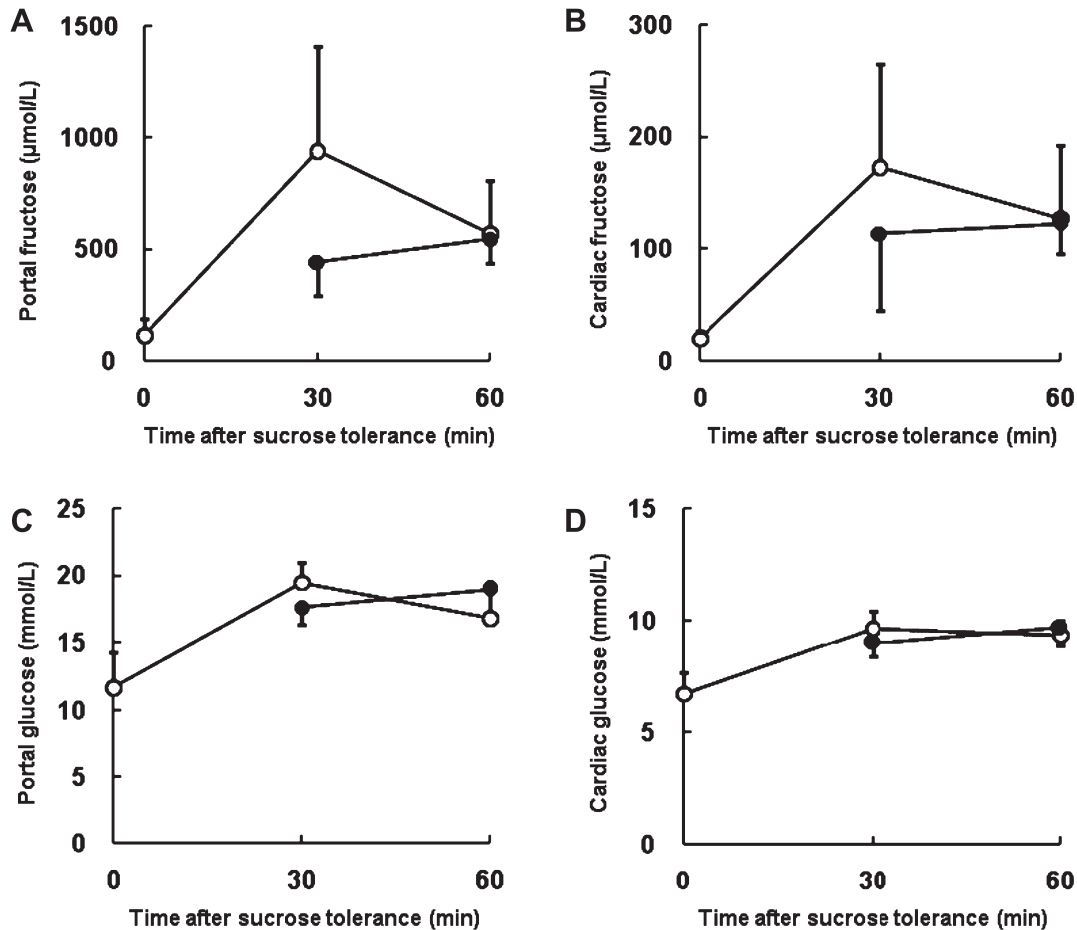 A
Portal fructose (µmol/L)
1500
1000
500
0
0 30 60
Time after sucrose tolerance (min)
B
Cardiac fructose (µmol/L)
300
200
100
0
0 30 60
Time after sucrose tolerance (min)
C
Portal glucose (mmol/L)
25
20
15
10
5
0
0 30 60
Time after sucrose tolerance (min)
D
Cardiac glucose (mmol/L)
15
10
5
0
0 30 60
Time after sucrose tolerance (min)